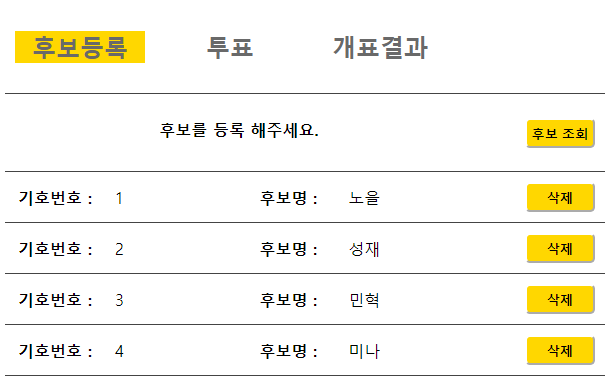 후보등록 투표 개표결과
후보를 등록 해주세요. 후보 조회
기호번호 : 1 후보명 : 노을 삭제
기호번호 : 2 후보명 : 성재 삭제
기호번호 : 3 후보명 : 민혁 삭제
기호번호 : 4 후보명 : 미나 삭제